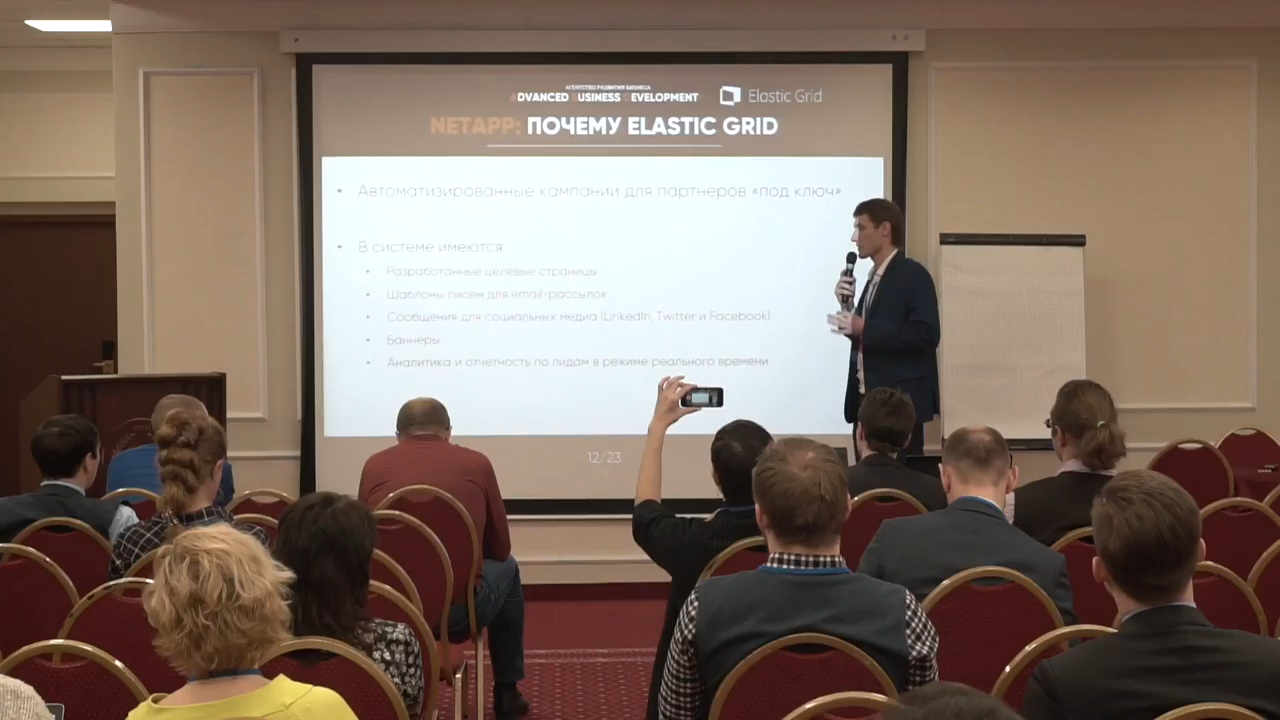 АГЕНТСТВО РАЗВИТИЯ БИЗНЕСА
ADVANCED BUSINESS DEVELOPMENT
Elastic Grid
NETAPP: ПОЧЕМУ ELASTIC GRID
• Автоматизированные кампании для партнеров «под ключ»
• В системе имеются
• Разработанные целевые страницы
• Шаблоны писем для email-рассылок
• Сообщения для социальных медиа (LinkedIn, Twitter и Facebook)
• Баннеры
• Аналитика и отчетность по лидам в режиме реального времени
12/23